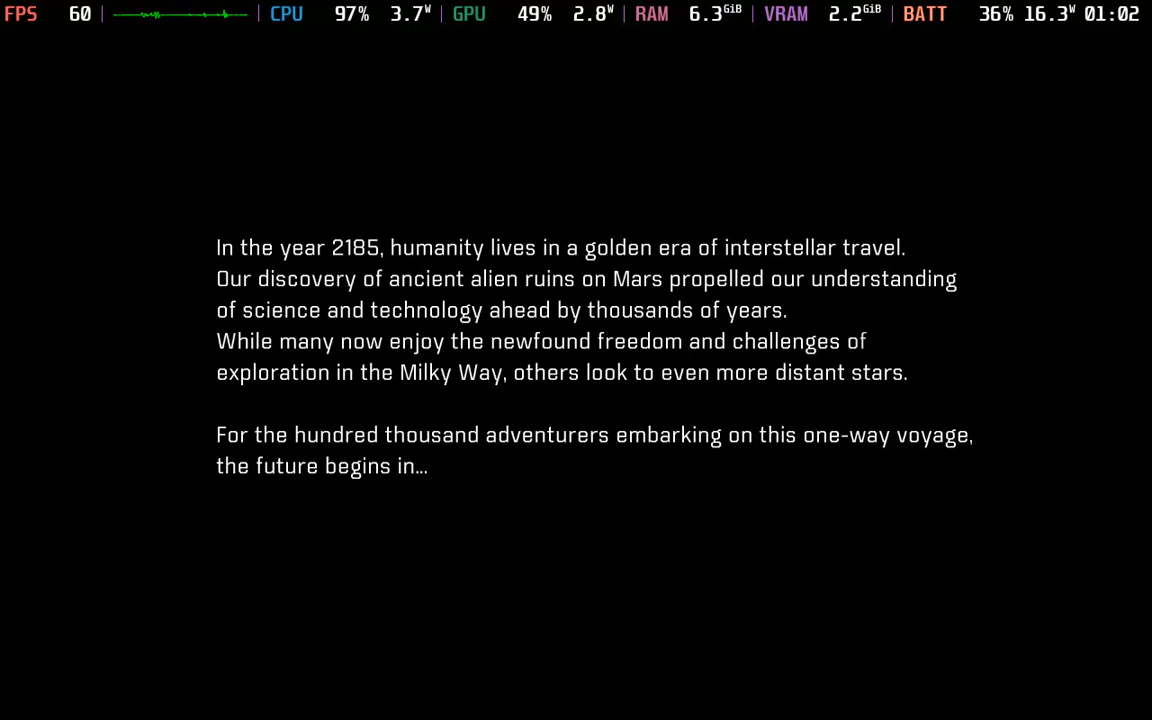 FPS 60 | CPU 97% 3.7W | GPU 49% 2.8W | RAM 6.3GiB | VRAM 2.2GiB | BATT 36% 16.3W 01:02
In the year 2185, humanity lives in a golden era of interstellar travel.
Our discovery of ancient alien ruins on Mars propelled our understanding
of science and technology ahead by thousands of years.
While many now enjoy the newfound freedom and challenges of
exploration in the Milky Way, others look to even more distant stars.
For the hundred thousand adventurers embarking on this one-way voyage,
the future begins in...